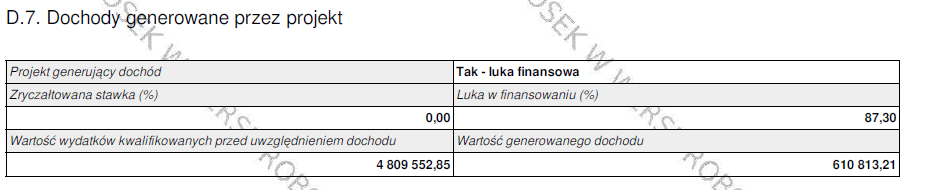 D.7. Dochody generowane przez projekt
Projekt generujący dochód Tak - luka finansowa
Zryczałtowana stawka (%) Luka w finansowaniu (%)
0,00 87,30
Wartość wydatków kwalifikowanych przed uwzględnieniem dochodu Wartość generowanego dochodu
4 809 552,85 610 813,21